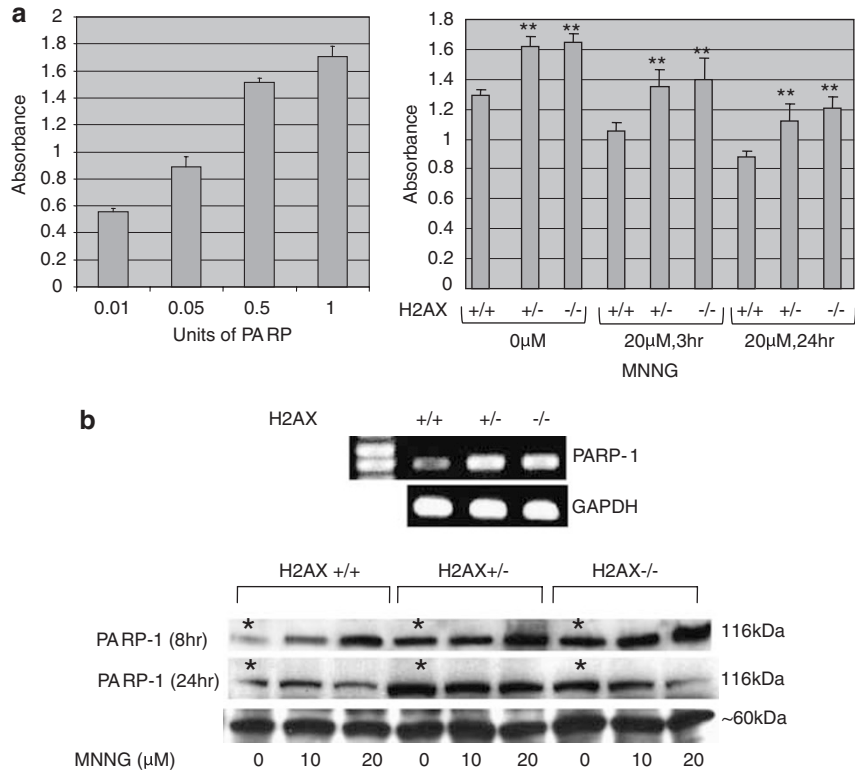 a
2
1.8
1.6
1.4
1.2
1
0.8
0.6
0.4
0.2
0
Absorbance
0.01 0.05 0.5 1
Units of PARP
1.8
1.6
1.4
1.2
1
0.8
0.6
0.4
0.2
0
Absorbance
** ** ** ** ** **
H2AX +/+ +/- -/- +/+ +/- -/- +/+ +/- -/-
0µM 20µM,3hr 20µM,24hr
MNNG
b
H2AX +/+ +/- -/-
PARP-1
GAPDH
H2AX +/+ H2AX+/- H2AX-/-
* * *
PARP-1 (8hr) 116kDa
* * *
PARP-1 (24hr) 116kDa
~60kDa
MNNG (µM) 0 10 20 0 10 20 0 10 20